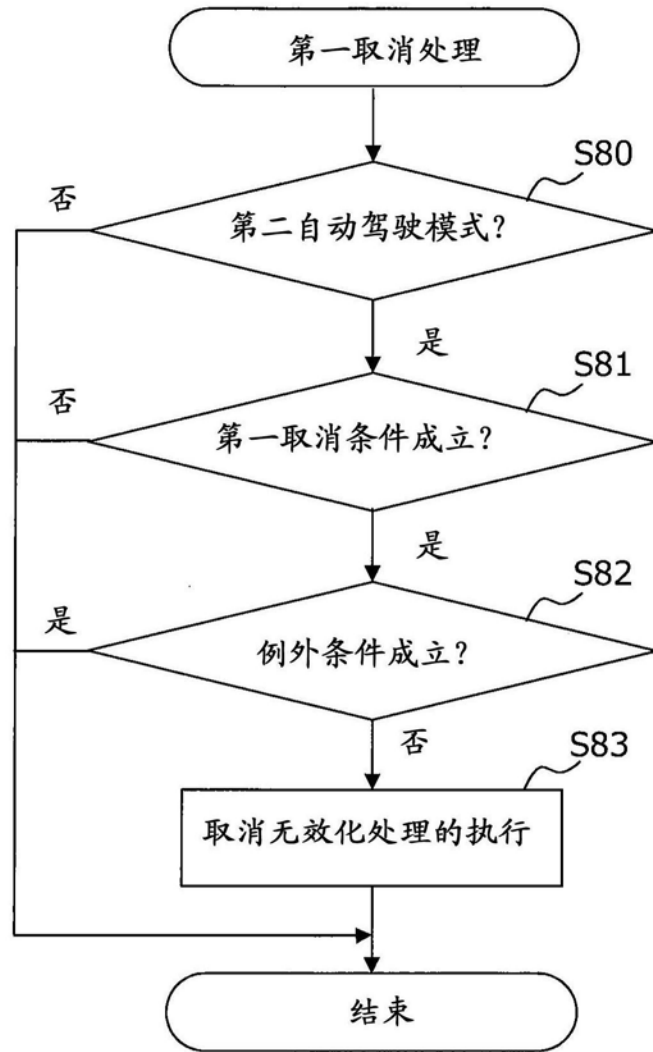 第一取消处理
S80
否
第二自动驾驶模式?
是
S81
否
第一取消条件成立?
是
S82
是
例外条件成立?
否
S83
取消无效化处理的执行
结束